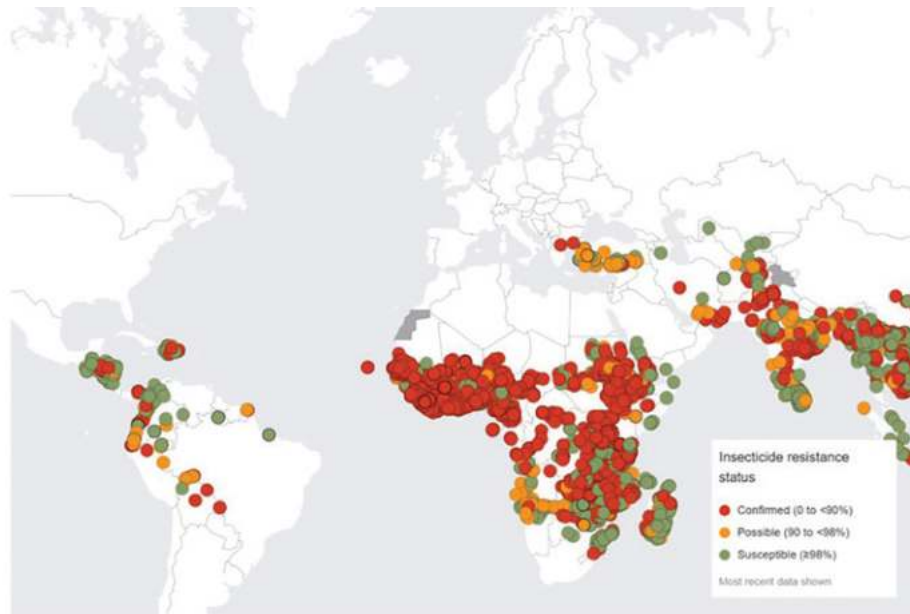 Insecticide resistance
status
Confirmed (0 to <90%)
Possible (90 to <98%)
Susceptible (≥98%)
Most recent data shown